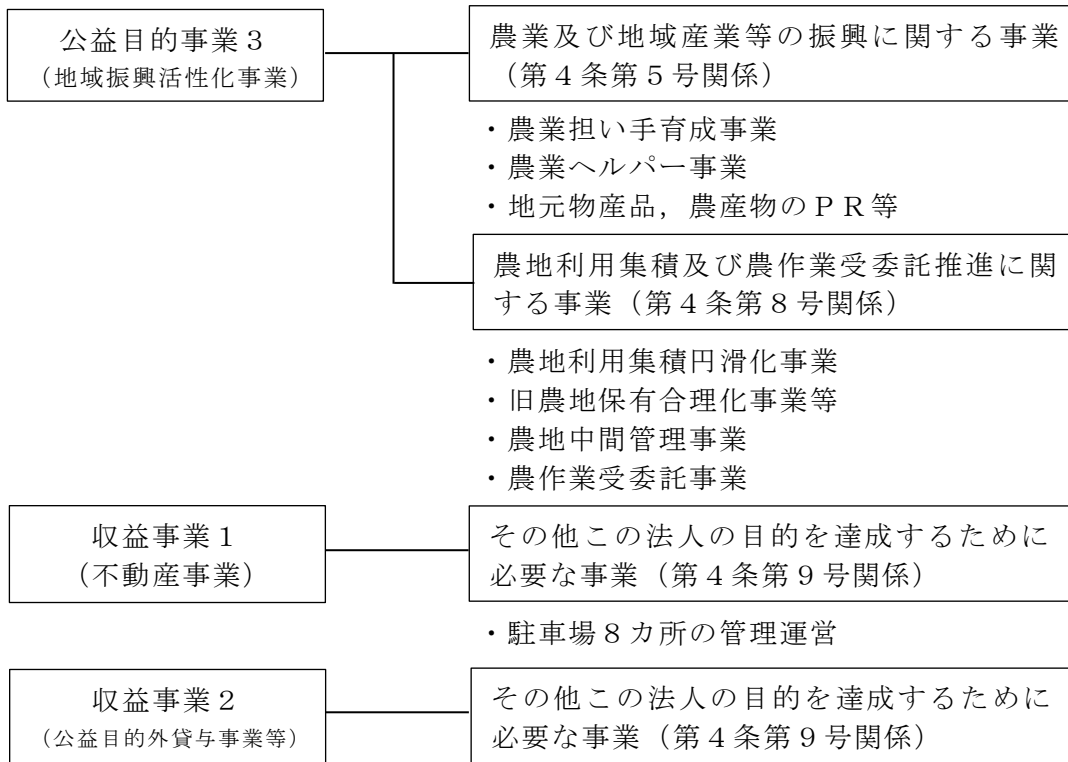 公益目的事業３
（地域振興活性化事業）
農業及び地域産業等の振興に関する事業
（第４条第５号関係）
・農業担い手育成事業
・農業ヘルパー事業
・地元物産品，農産物のＰＲ等
農地利用集積及び農作業受委託推進に関
する事業（第４条第８号関係）
・農地利用集積円滑化事業
・旧農地保有合理化事業等
・農地中間管理事業
・農作業受委託事業
収益事業１
（不動産事業）
その他この法人の目的を達成するために
必要な事業（第４条第９号関係）
・駐車場８カ所の管理運営
収益事業２
（公益目的外貸与事業等）
その他この法人の目的を達成するために
必要な事業（第４条第９号関係）